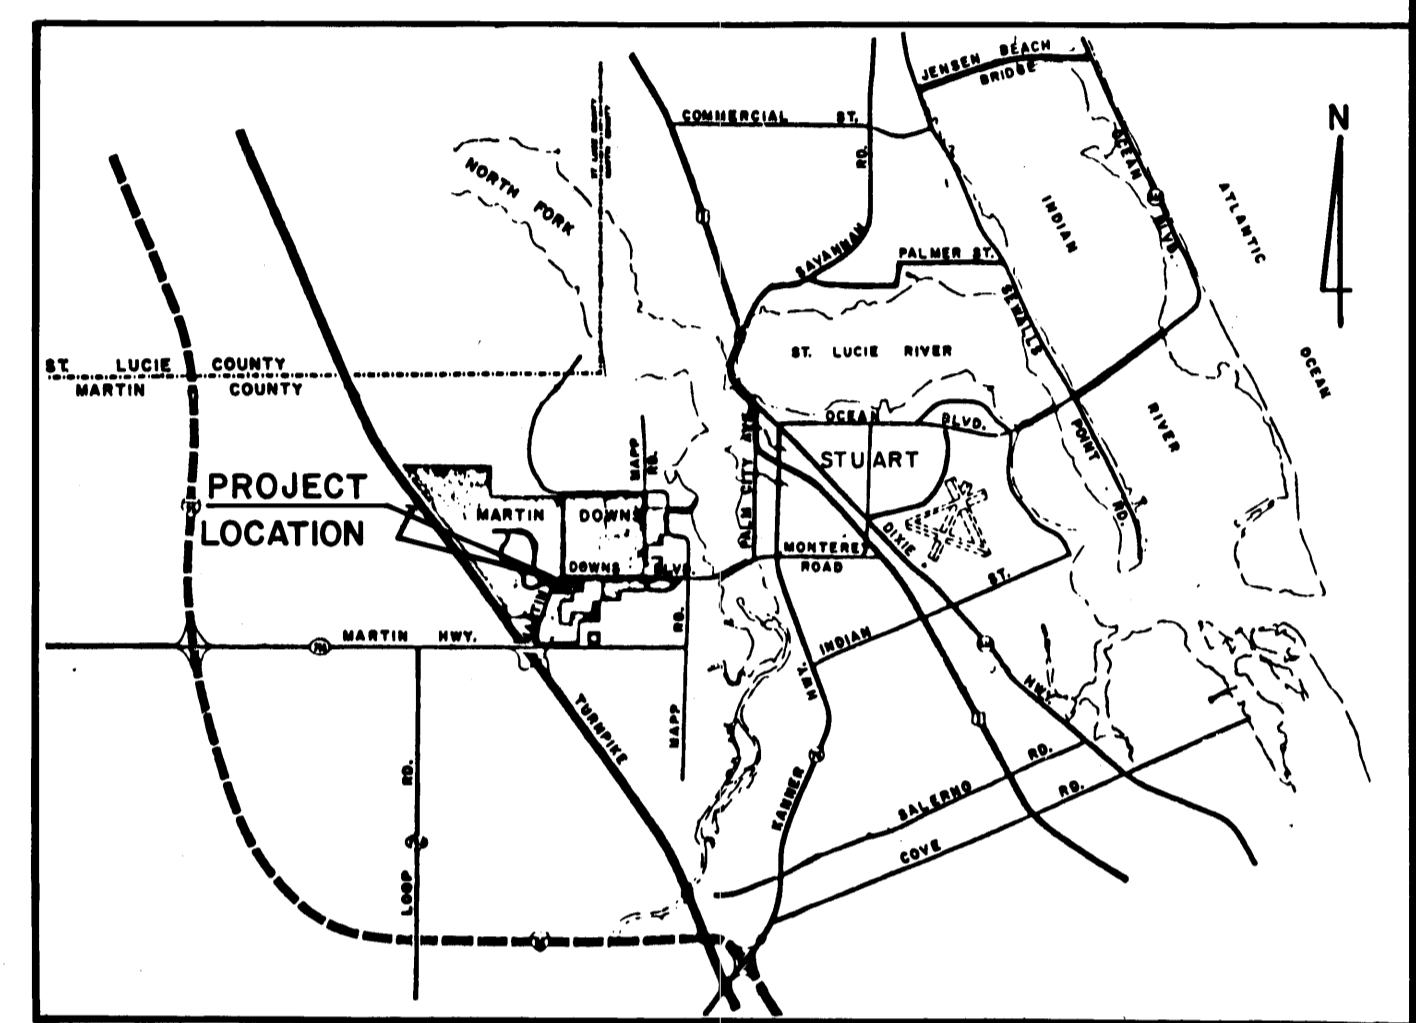 JENSEN BEACH
BRIDGE
N
COMMERCIAL ST.
NORTH FORK
RD.
SAVANNAH
PALMER ST.
INDIAN
OCEAN BLVD.
ATLANTIC
OCEAN
SEWALLS
POINT
RD.
RIVER
ST. LUCIE RIVER
ST. LUCIE COUNTY
MARTIN COUNTY
OCEAN BLVD.
MAPP
RD.
PALM CITY AVE
STUART
PROJECT
LOCATION
MARTIN DOWNS
DOWNS BLVD.
MARTIN
MONTEREY
ROAD
DIXIE
HWY.
INDIAN ST.
MARTIN HWY.
TURNPIKE
MAPP RD.
KANNER HWY.
SALERNO RD.
COVE RD.
LOOP RD.